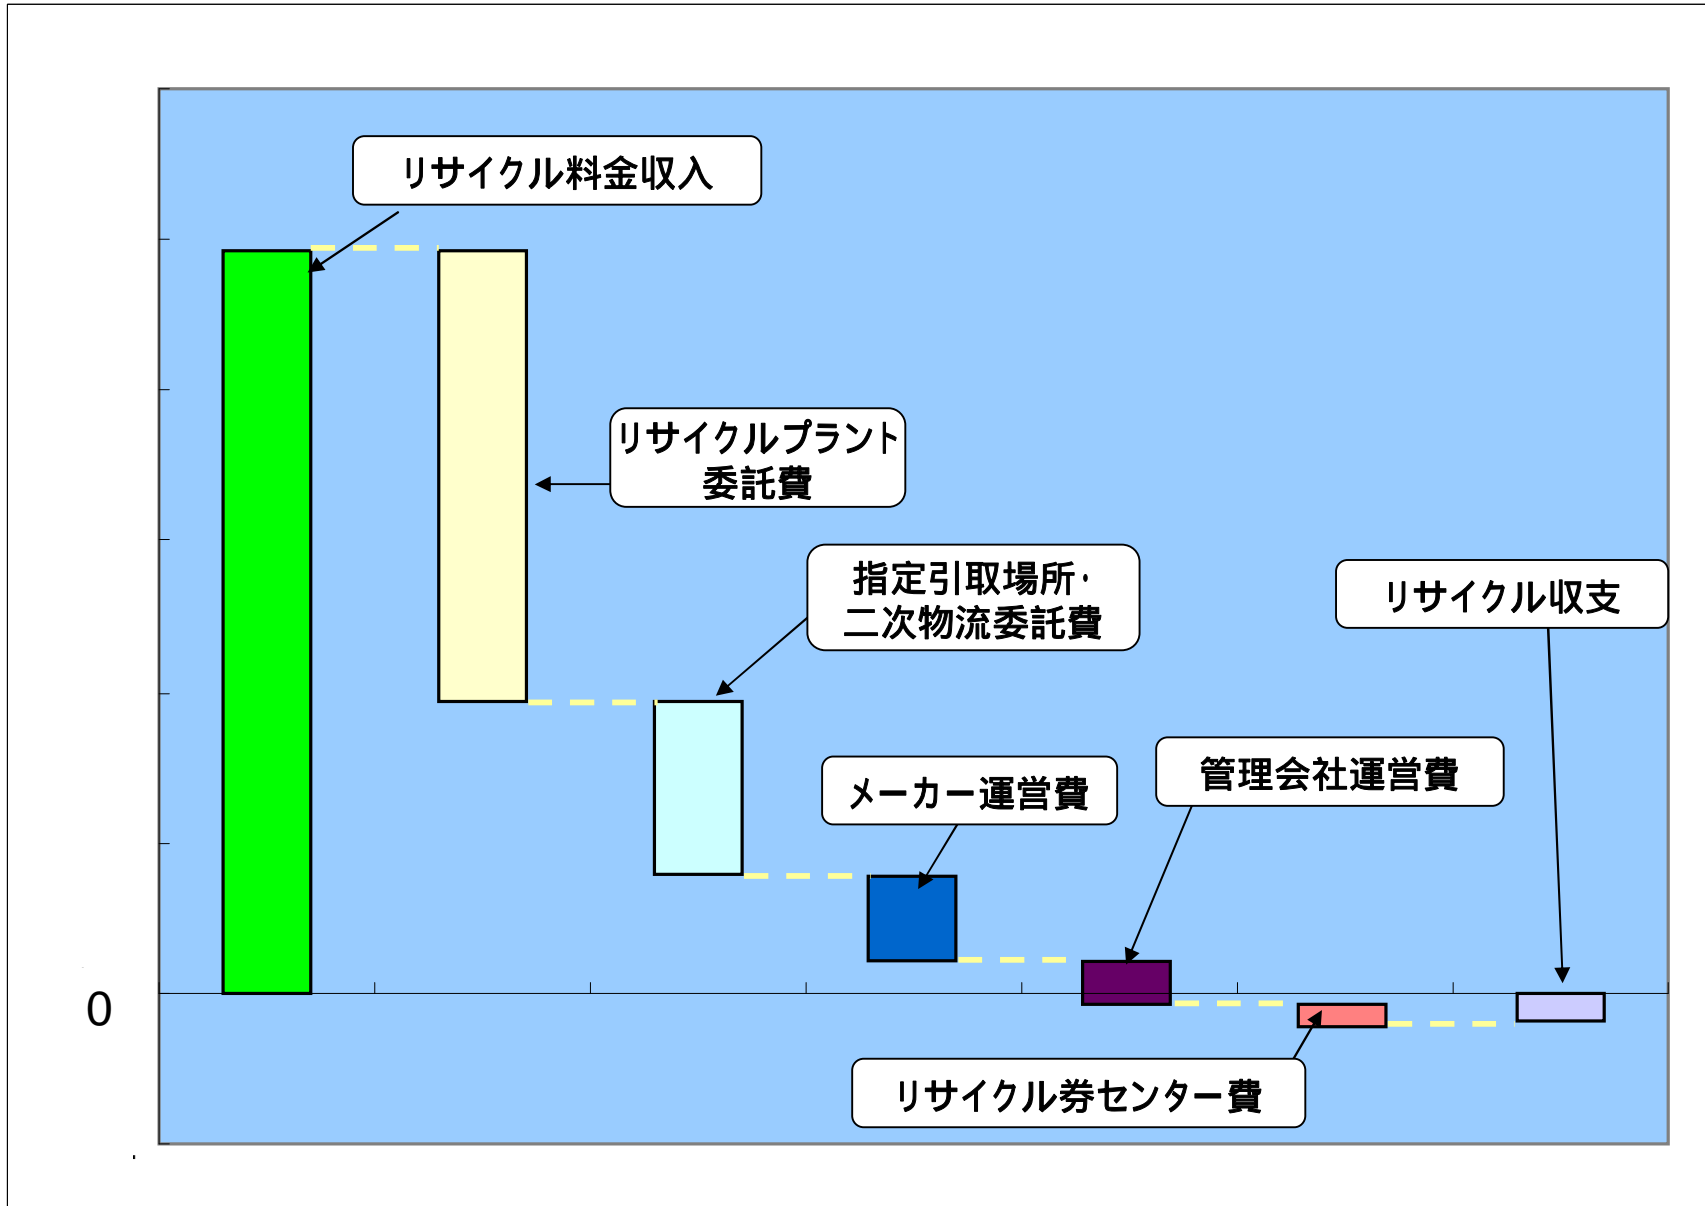 リサイクル料金収入
リサイクルプラント
委託費
指定引取場所・
二次物流委託費
リサイクル収支
管理会社運営費
メーカー運営費
0
リサイクル券センター費